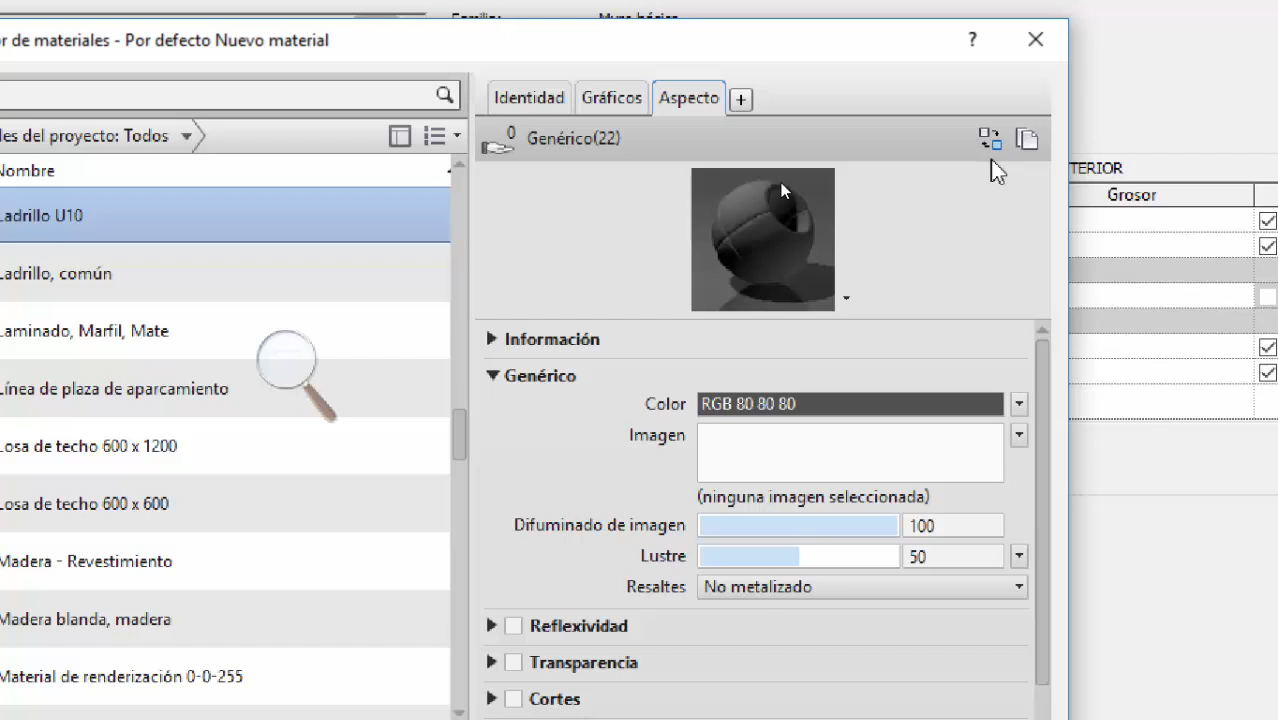 or de materiales - Por defecto Nuevo material
?
Identidad
Gráficos
Aspecto
+
les del proyecto: Todos
0
Genérico(22)
Nombre
Ladrillo U10
Ladrillo, común
Laminado, Marfil, Mate
Línea de plaza de aparcamiento
Losa de techo 600 x 1200
Losa de techo 600 x 600
Madera - Revestimiento
Madera blanda, madera
Material de renderización 0-0-255
Información
Genérico
Color RGB 80 80 80
Imagen
(ninguna imagen seleccionada)
Difuminado de imagen 100
Lustre 50
Resaltes No metalizado
Reflexividad
Transparencia
Cortes
TERIOR
Grosor